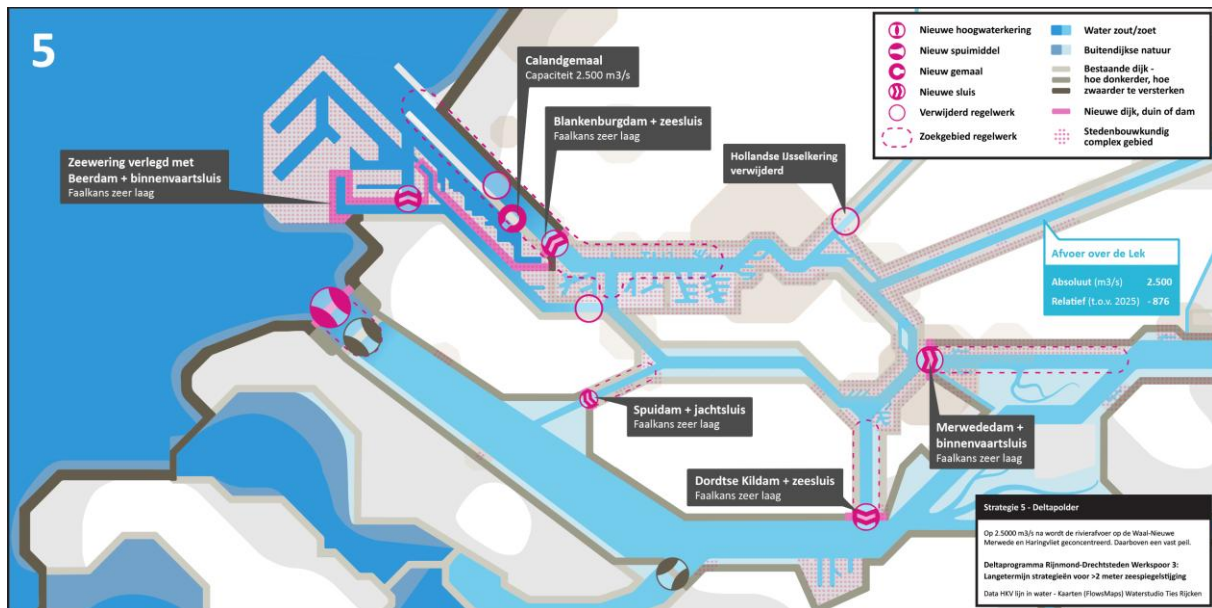 5
Calandgemaal
Capaciteit 2.500 m3/s
Blankenburgdam + zeesluis
Faalkans zeer laag
Zeewering verlegd met
Beerdam + binnenvaartsluis
Faalkans zeer laag
Hollandse IJsselkering
verwijderd
Nieuwe hoogwaterkering
Nieuw spuimiddel
Nieuw gemaal
Nieuwe sluis
Verwijderd regelwerk
Zoekgebied regelwerk
Water zout/zoet
Buitendijkse natuur
Bestaande dijk -
hoe donkerder, hoe
zwaarder te versterken
Nieuwe dijk, duin of dam
Stedenbouwkundig
complex gebied
Afvoer over de Lek
Absoluut (m3/s) 2.500
Relatief (t.o.v. 2025) - 876
Spuidam + jachtsluis
Faalkans zeer laag
Merwededam +
binnenvaartsluis
Faalkans zeer laag
Dordtse Kildam + zeesluis
Faalkans zeer laag
Strategie 5 - Deltapolder
Op 2.5000 m3/s na wordt de rivierafvoer op de Waal-Nieuwe
Merwede en Haringvliet geconcentreerd. Daarboven een vast peil.
Deltaprogramma Rijnmond-Drechtsteden Werkspoor 3:
Langetermijn strategieën voor >2 meter zeespiegelstijging
Data HKV lijn in water - Kaarten (FlowsMaps) Waterstudio Ties Rijcken